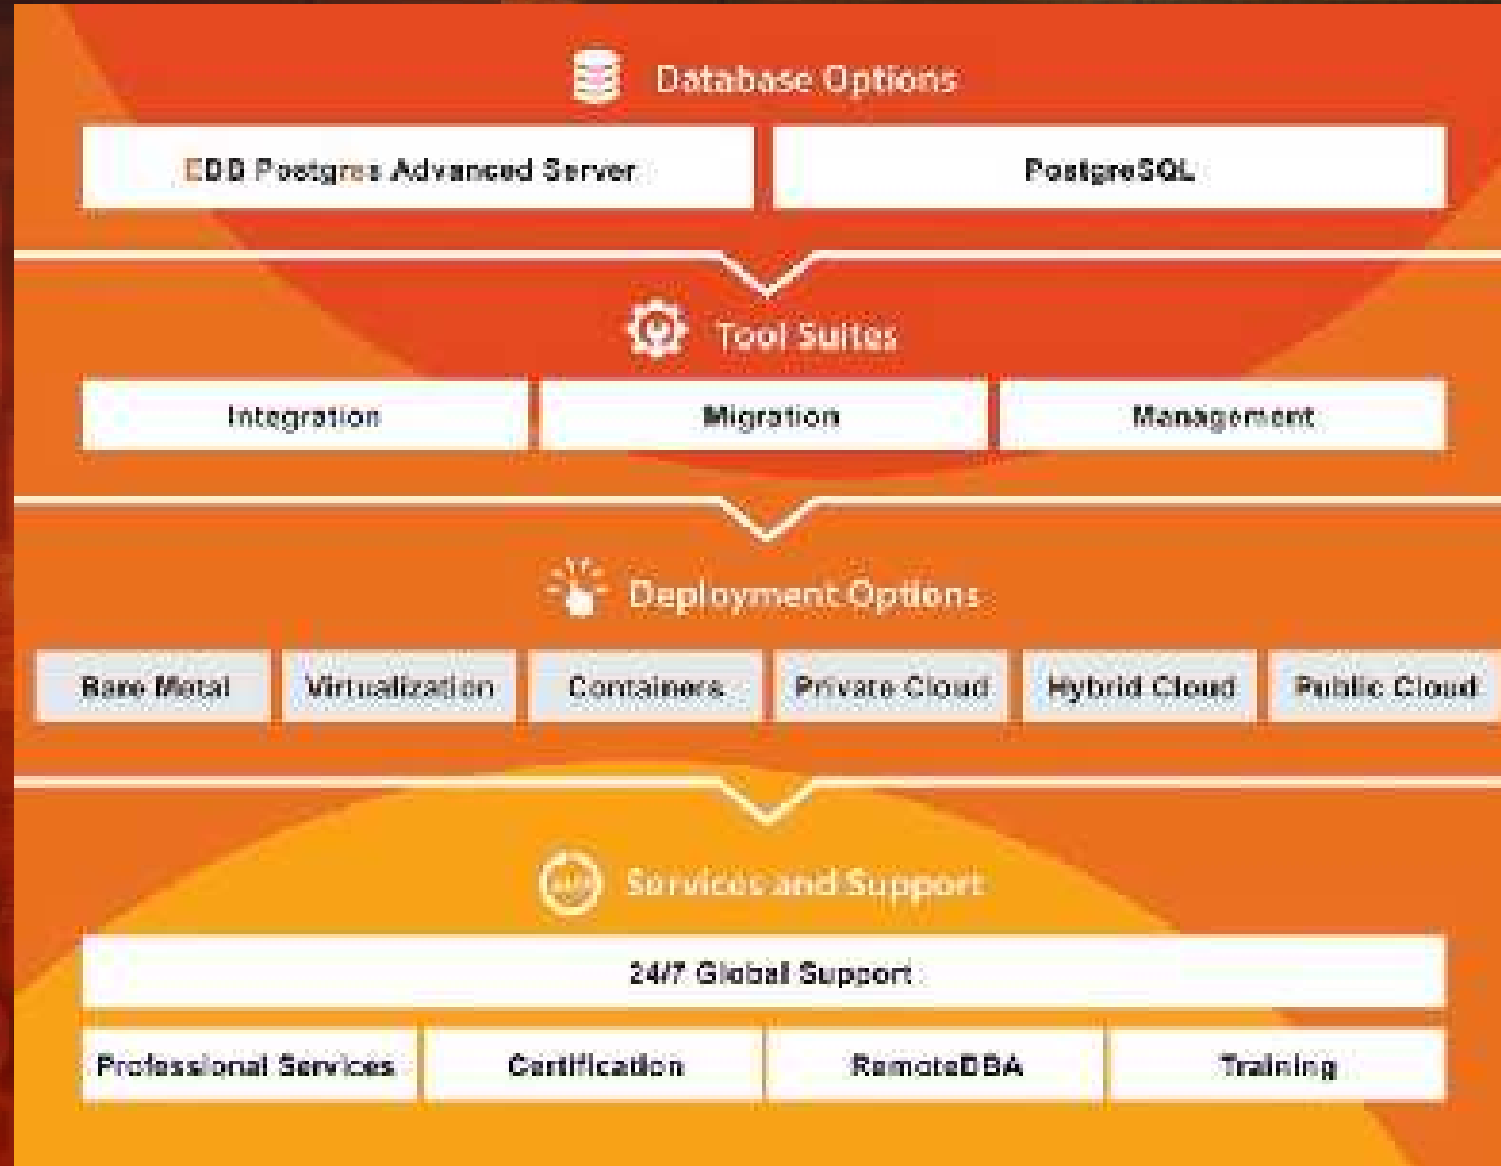 Database Options
EDB Postgres Advanced Server
PostgreSQL
Tool Suites
Integration
Migration
Management
Deployment Options
Bare Metal
Virtualization
Containers
Private Cloud
Hybrid Cloud
Public Cloud
Services and Support
24/7 Global Support
Professional Services
Certification
RemoteDBA
Training